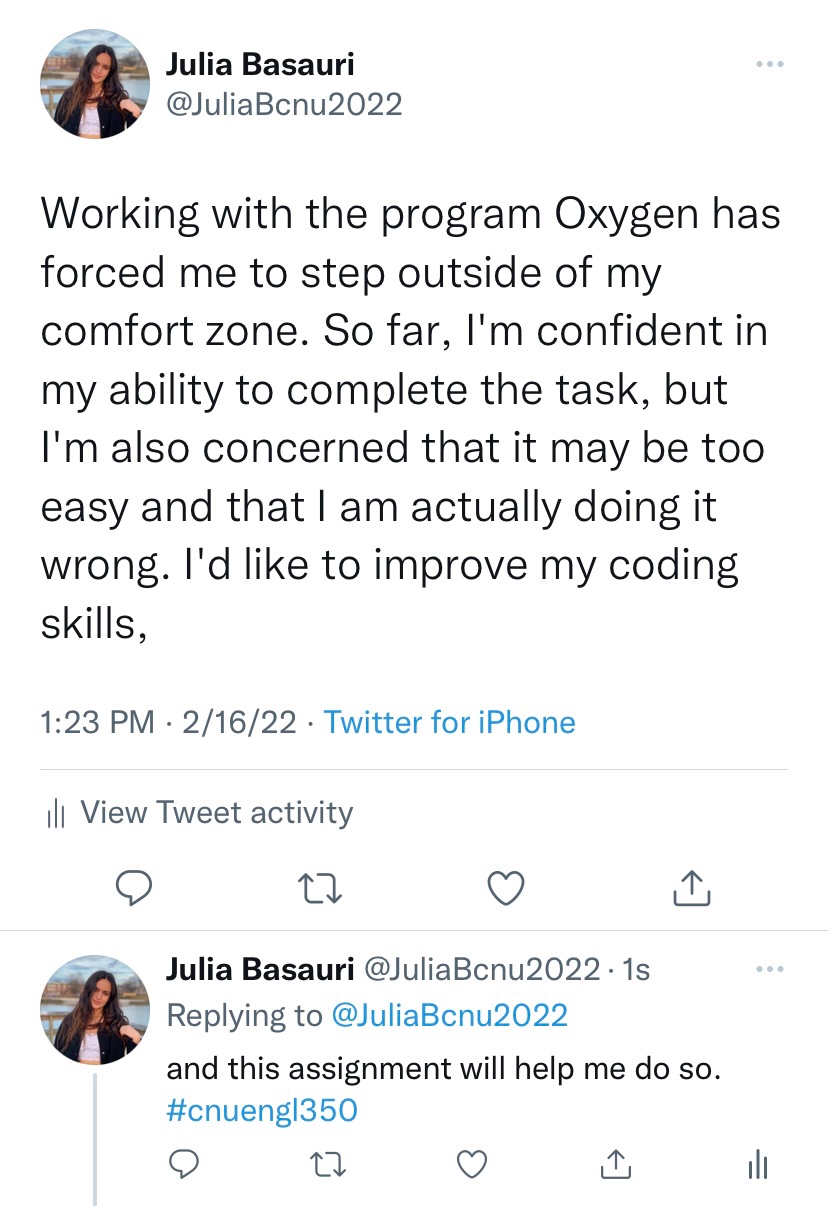 Julia Basauri
@JuliaBcnu2022
Working with the program Oxygen has
forced me to step outside of my
comfort zone. So far, I'm confident in
my ability to complete the task, but
I'm also concerned that it may be too
easy and that I am actually doing it
wrong. I'd like to improve my coding
skills,
1:23 PM · 2/16/22 · Twitter for iPhone
View Tweet activity
Julia Basauri @JuliaBcnu2022 · 1s
Replying to @JuliaBcnu2022
and this assignment will help me do so.
#cnuengl350